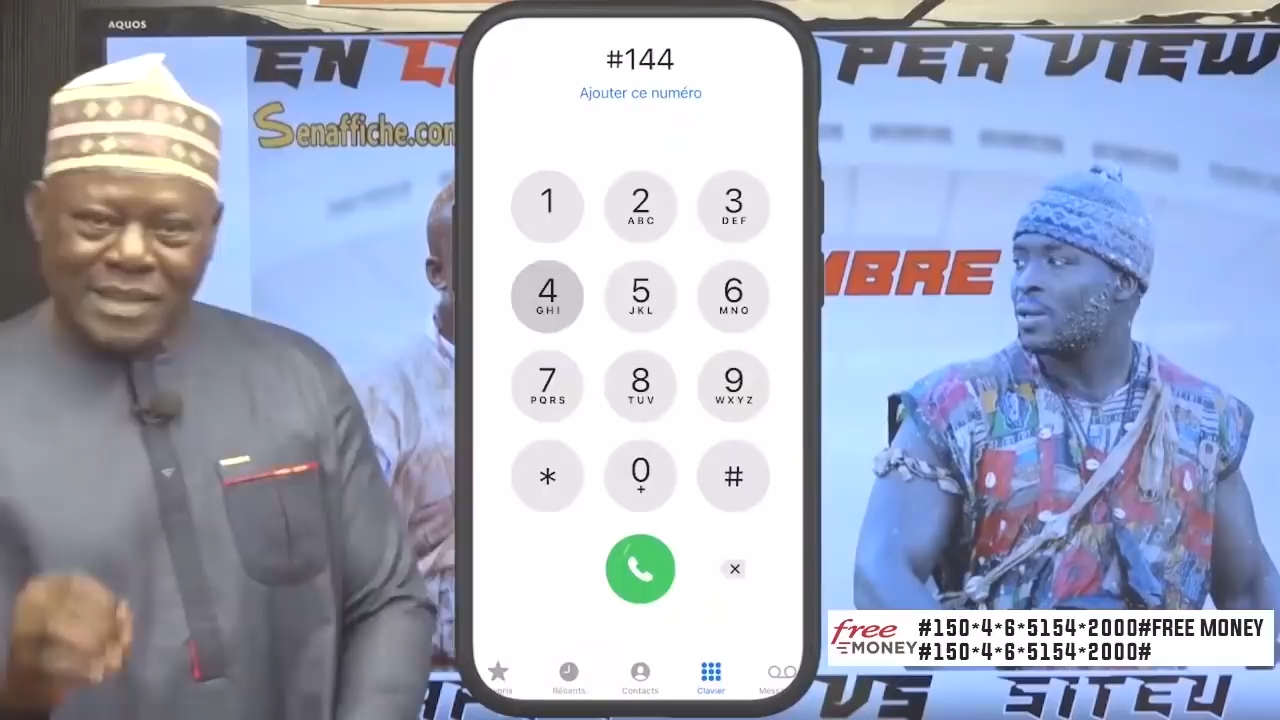 AQUOS
EN
PER VIEW
Senaffiche.com
#144
Ajouter ce numéro
1
2
ABC
3
DEF
4
GHI
5
JKL
6
MNO
7
PQRS
8
TUV
9
WXYZ
*
0
+
#
Récents
Contacts
Clavier
free
MONEY
#150*4*6*5154*2000#FREE MONEY
#150*4*6*5154*2000#
VS
SITEU